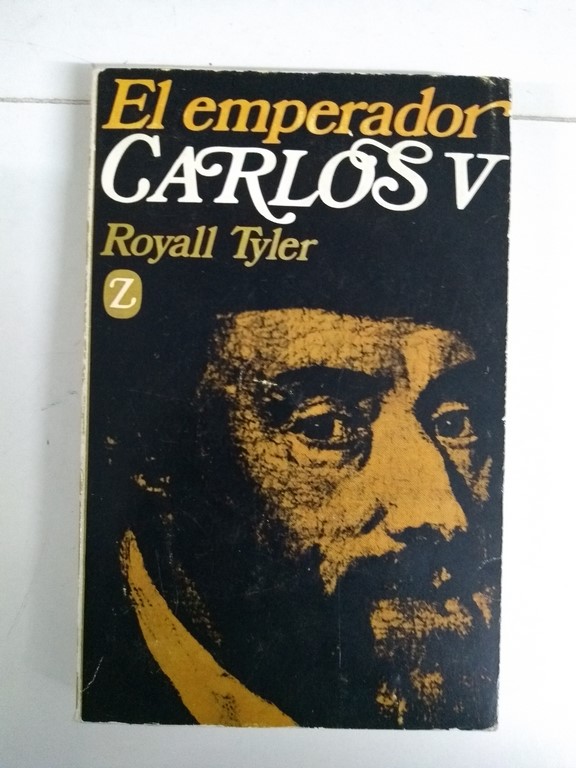 El emperador
CARLOS V
Royall Tyler
Z